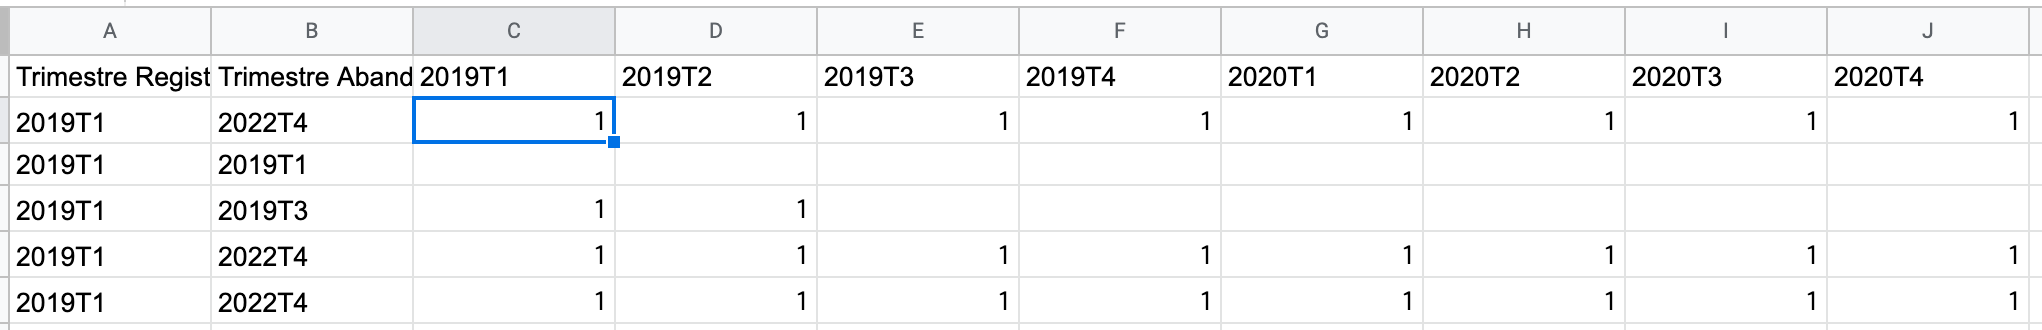 A B C D E F G H I J
Trimestre Regist Trimestre Aband 2019T1 2019T2 2019T3 2019T4 2020T1 2020T2 2020T3 2020T4
2019T1 2022T4 1 1 1 1 1 1 1 1
2019T1 2019T1
2019T1 2019T3 1 1
2019T1 2022T4 1 1 1 1 1 1 1 1
2019T1 2022T4 1 1 1 1 1 1 1 1